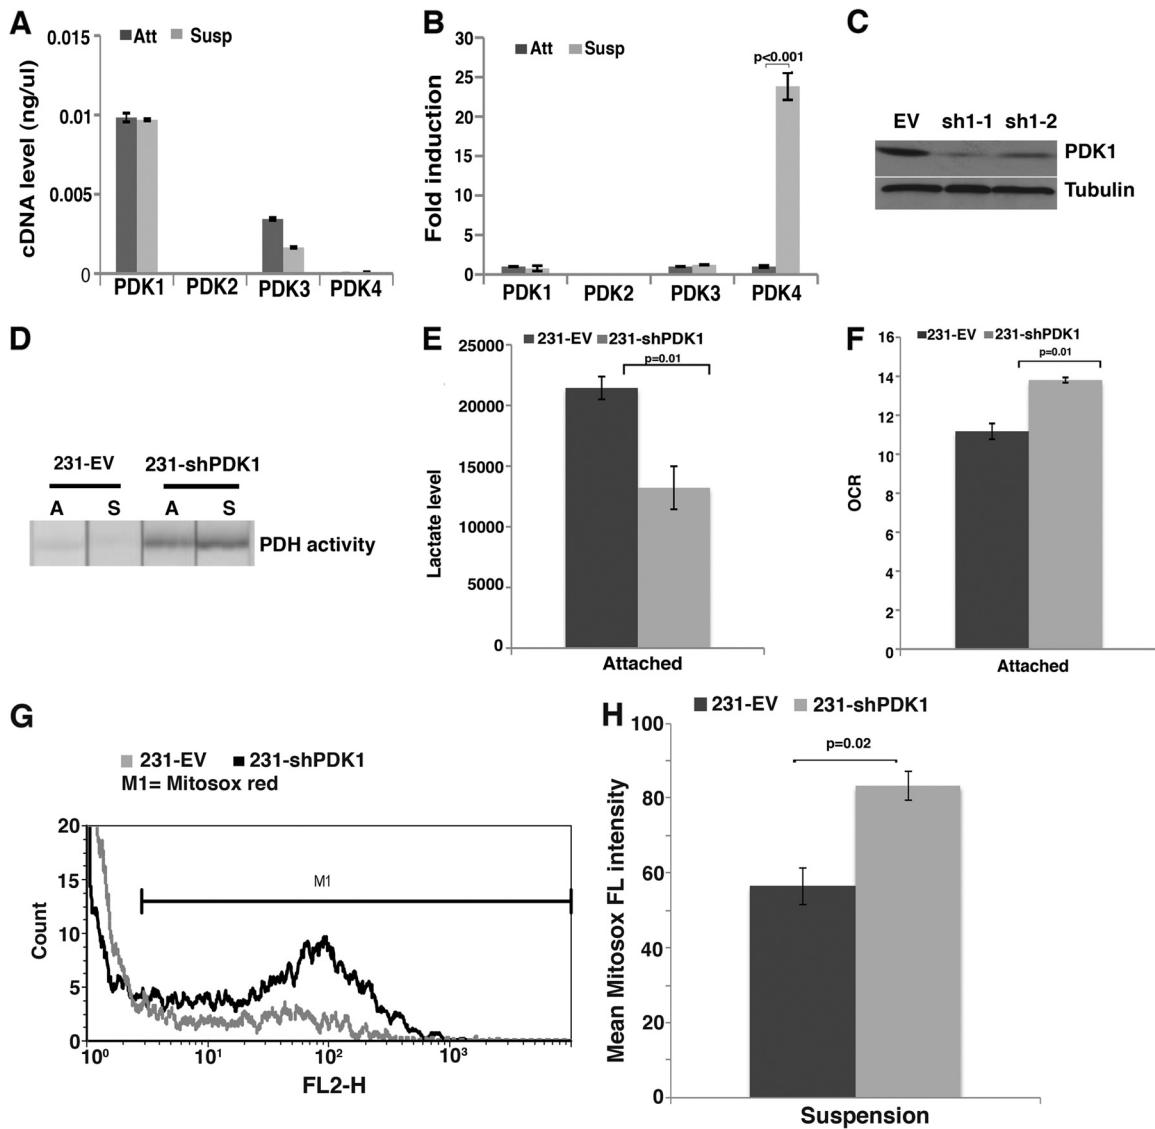 A
Att Susp
cDNA level (ng/ul)
0.015
0.01
0.005
0
PDK1 PDK2 PDK3 PDK4
B
Att Susp
Fold induction
30
25
20
15
10
5
0
p<0.001
PDK1 PDK2 PDK3 PDK4
C
EV sh1-1 sh1-2
PDK1
Tubulin
D
231-EV 231-shPDK1
A S A S
PDH activity
E
231-EV 231-shPDK1
p=0.01
Lactate level
25000
20000
15000
10000
5000
0
Attached
F
231-EV 231-shPDK1
p=0.01
OCR
16
14
12
10
8
6
4
2
0
Attached
G
231-EV 231-shPDK1
M1= Mitosox red
Count
20
15
10
5
0
M1
10⁰ 10¹ 10² 10³
FL2-H
H
231-EV 231-shPDK1
p=0.02
Mean Mitosox FL intensity
100
80
60
40
20
0
Suspension